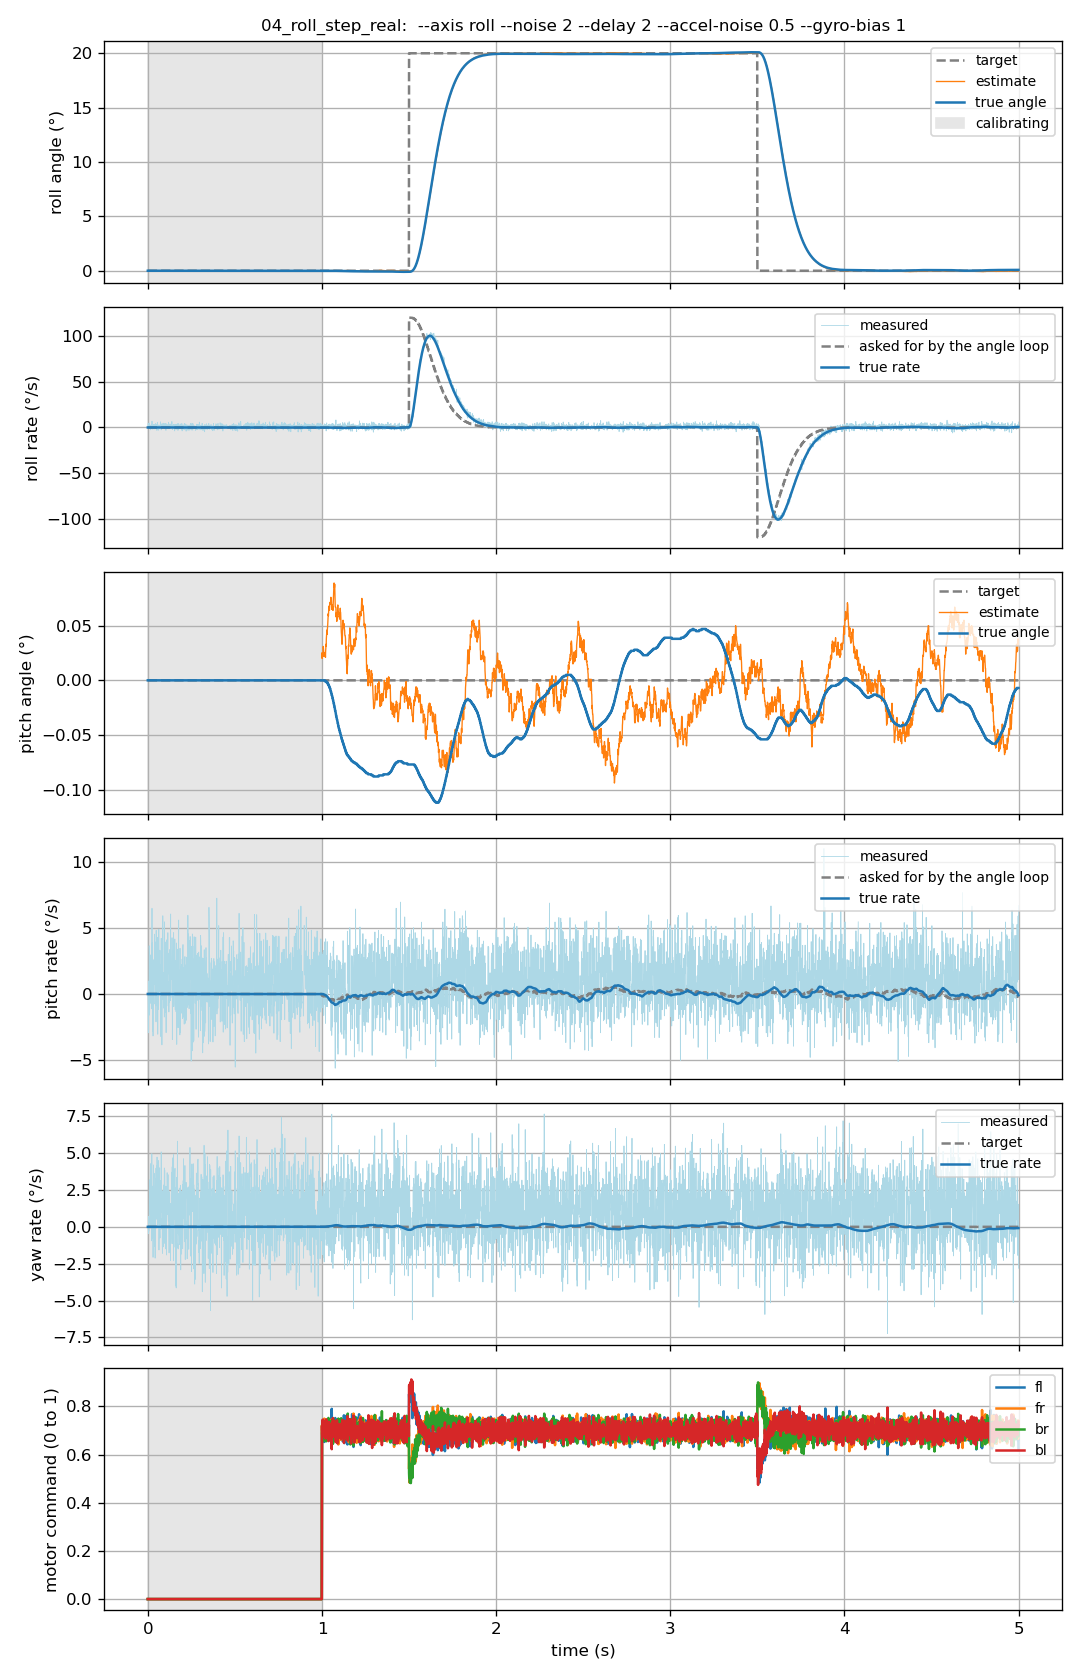 04_roll_step_real:  --axis roll --noise 2 --delay 2 --accel-noise 0.5 --gyro-bias 1
roll angle (°)
20
15
10
5
0
target
estimate
true angle
calibrating
roll rate (°/s)
100
50
0
−50
−100
measured
asked for by the angle loop
true rate
pitch angle (°)
0.05
0.00
−0.05
−0.10
target
estimate
true angle
pitch rate (°/s)
10
5
0
−5
measured
asked for by the angle loop
true rate
yaw rate (°/s)
7.5
5.0
2.5
0.0
−2.5
−5.0
−7.5
measured
target
true rate
motor command (0 to 1)
0.8
0.6
0.4
0.2
0.0
fl
fr
br
bl
0 1 2 3 4 5
time (s)